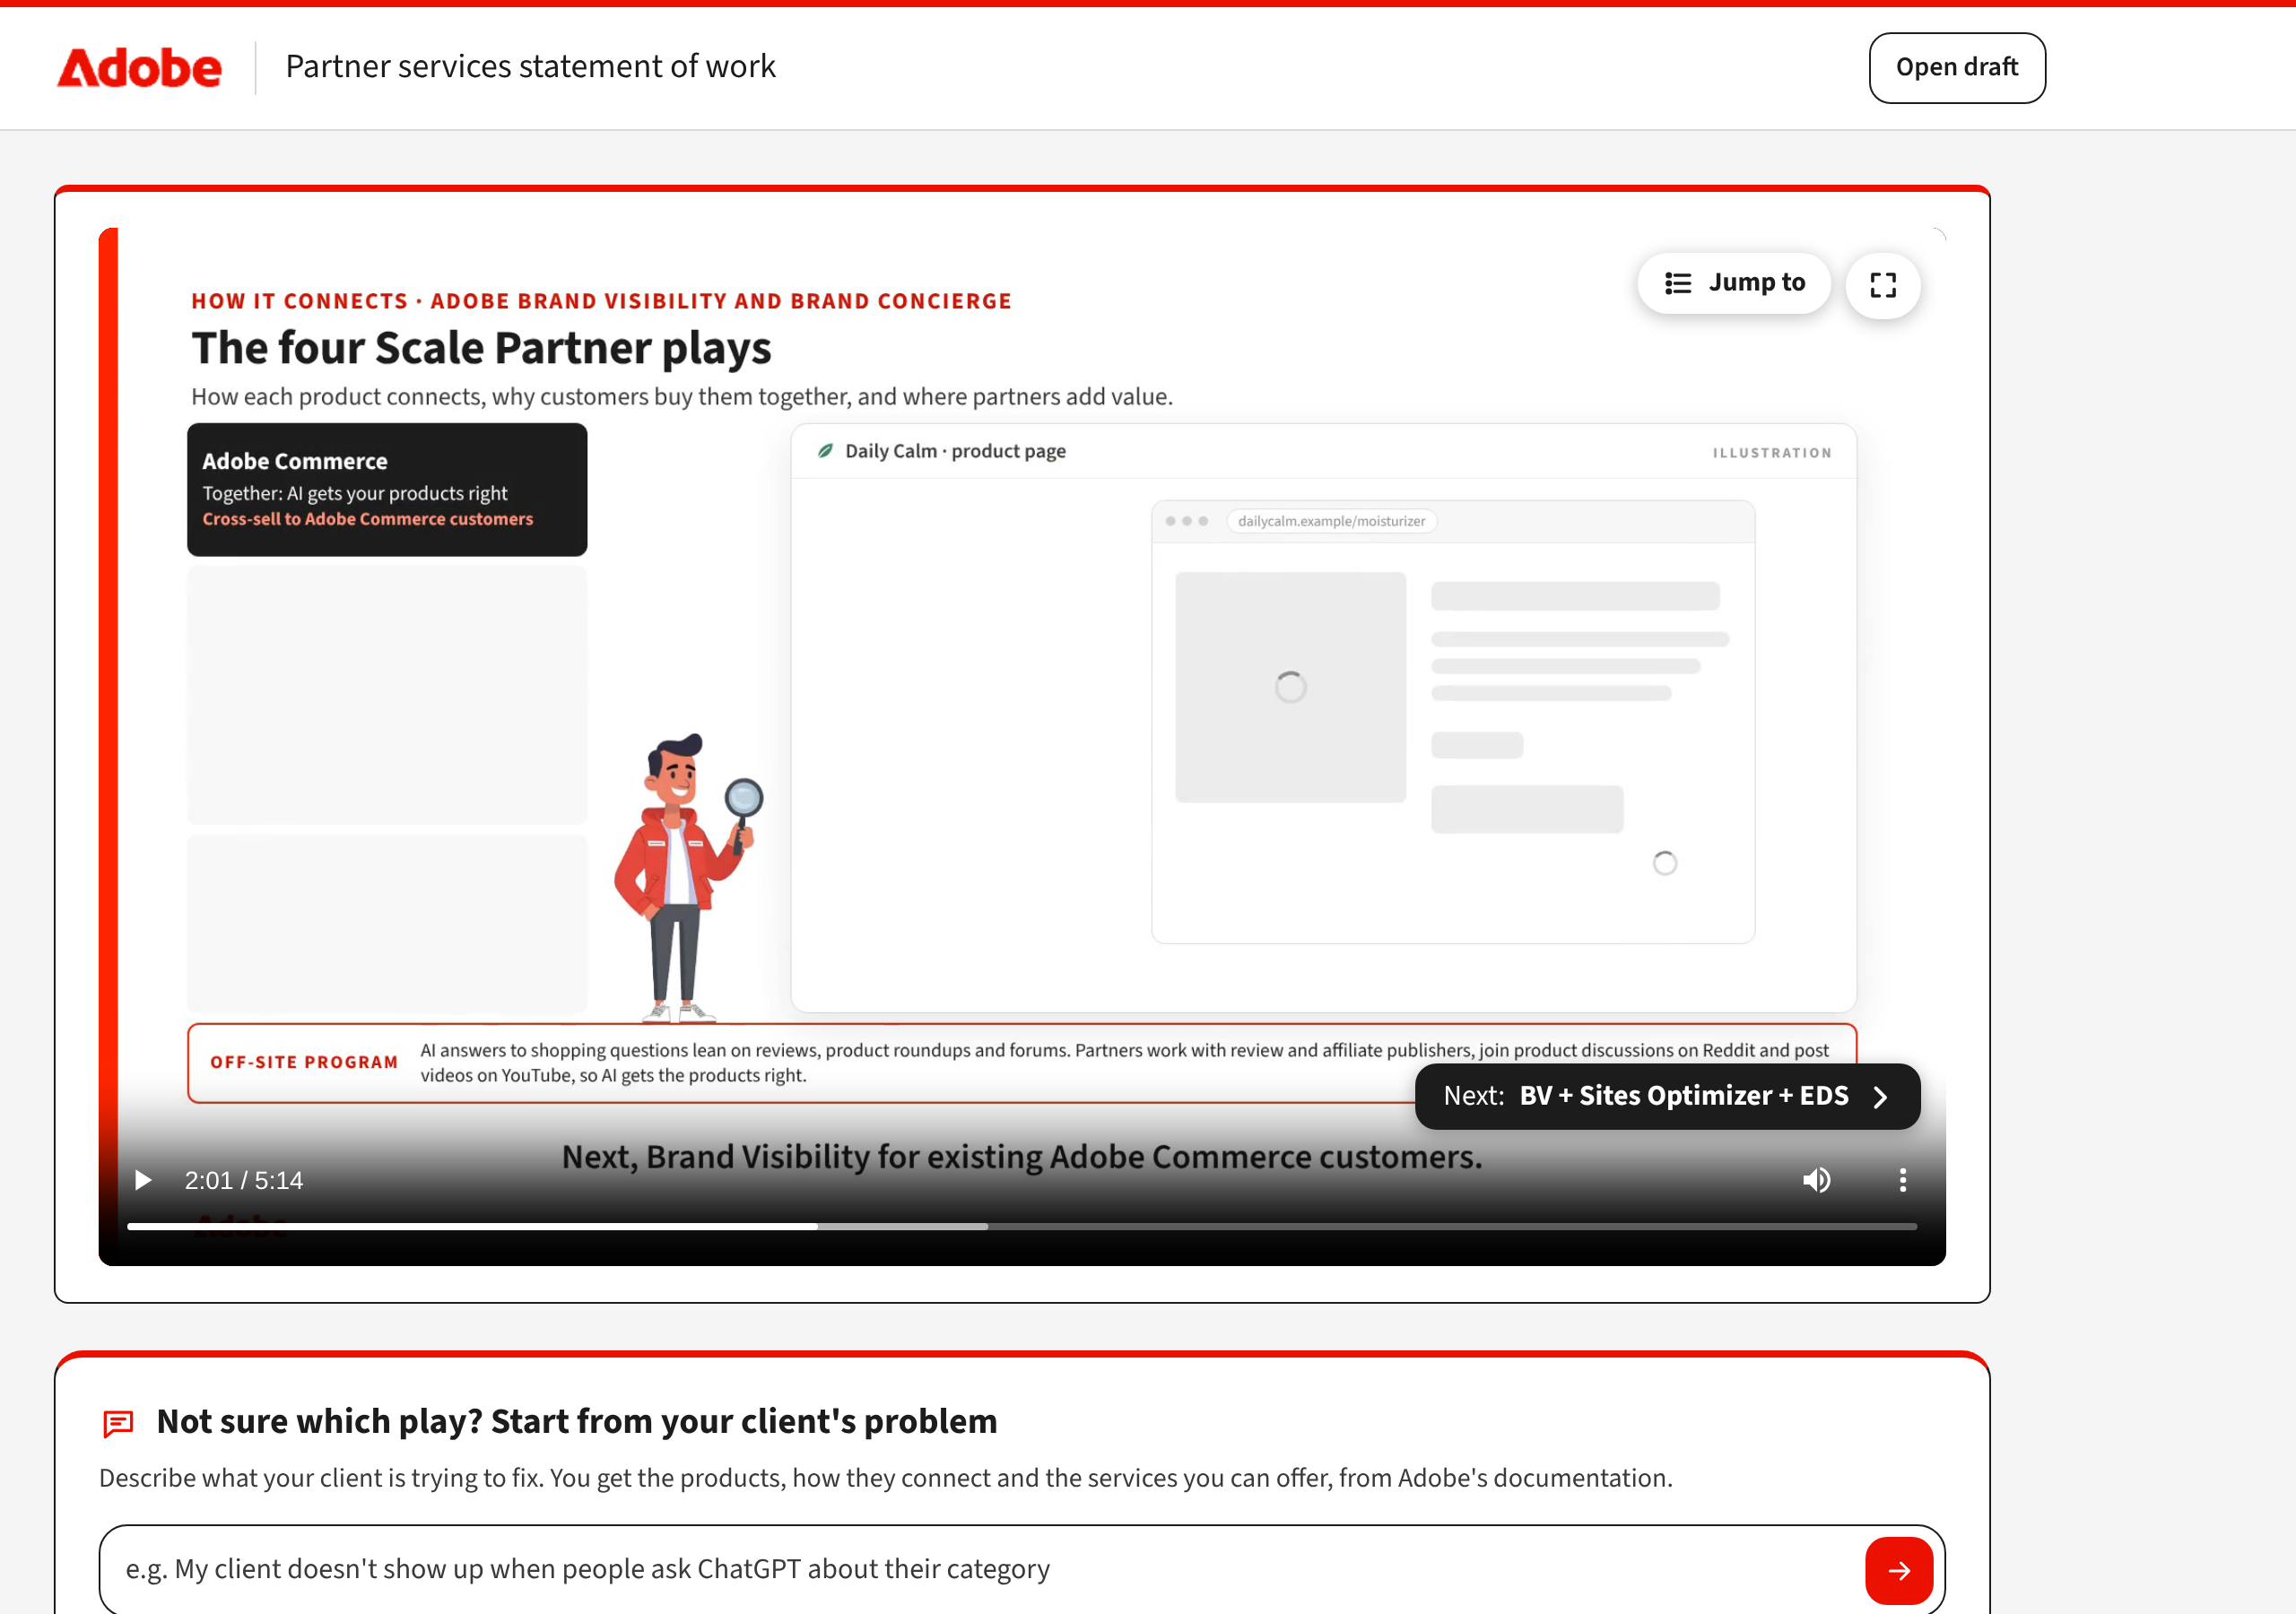 Adobe
Partner services statement of work
Open draft
Jump to
HOW IT CONNECTS · ADOBE BRAND VISIBILITY AND BRAND CONCIERGE
The four Scale Partner plays
How each product connects, why customers buy them together, and where partners add value.
Adobe Commerce
Together: AI gets your products right
Cross-sell to Adobe Commerce customers
Daily Calm · product page
ILLUSTRATION
dailycalm.example/moisturizer
OFF-SITE PROGRAM
AI answers to shopping questions lean on reviews, product roundups and forums. Partners work with review and affiliate publishers, join product discussions on Reddit and post
videos on YouTube, so AI gets the products right.
Next: BV + Sites Optimizer + EDS
Next, Brand Visibility for existing Adobe Commerce customers.
2:01 / 5:14
Adobe
Not sure which play? Start from your client's problem
Describe what your client is trying to fix. You get the products, how they connect and the services you can offer, from Adobe's documentation.
e.g. My client doesn't show up when people ask ChatGPT about their category